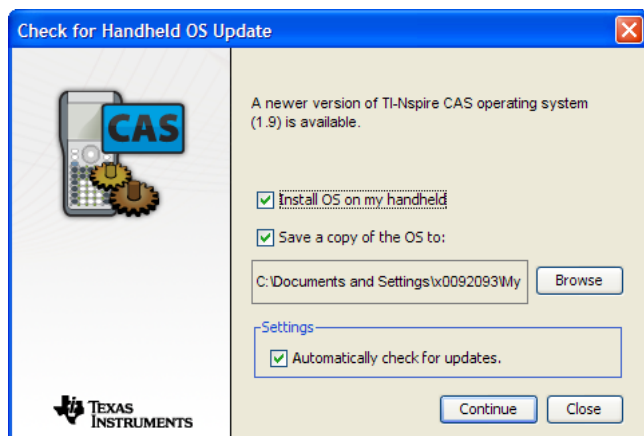 Check for Handheld OS Update
CAS
A newer version of TI-Nspire CAS operating system
(1.9) is available.
Install OS on my handheld
Save a copy of the OS to:
C:\Documents and Settings\x0092093\My
Browse
Settings
Automatically check for updates.
TEXAS
INSTRUMENTS
Continue
Close